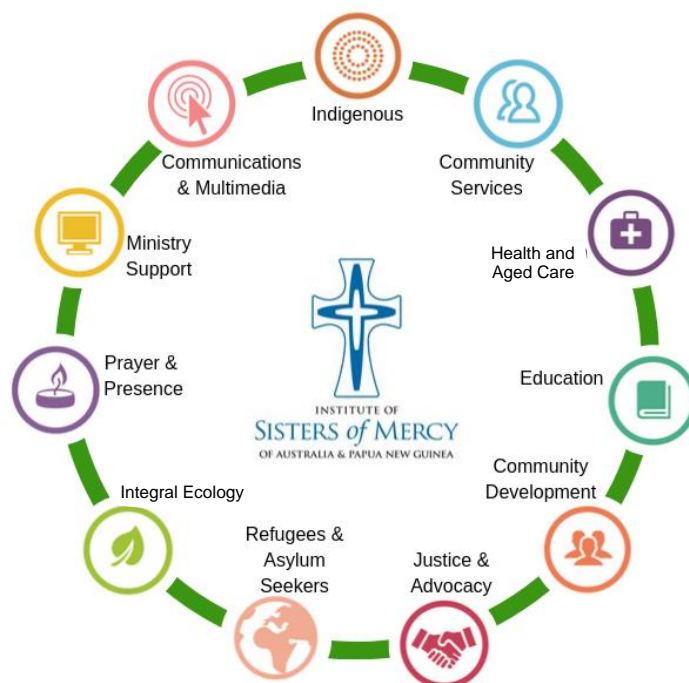 Indigenous
Community
Services
Health and
Aged Care
Education
Community
Development
Justice &
Advocacy
Refugees &
Asylum
Seekers
Integral Ecology
Prayer &
Presence
Ministry
Support
Communications
& Multimedia
INSTITUTE OF
SISTERS of MERCY
OF AUSTRALIA & PAPUA NEW GUINEA